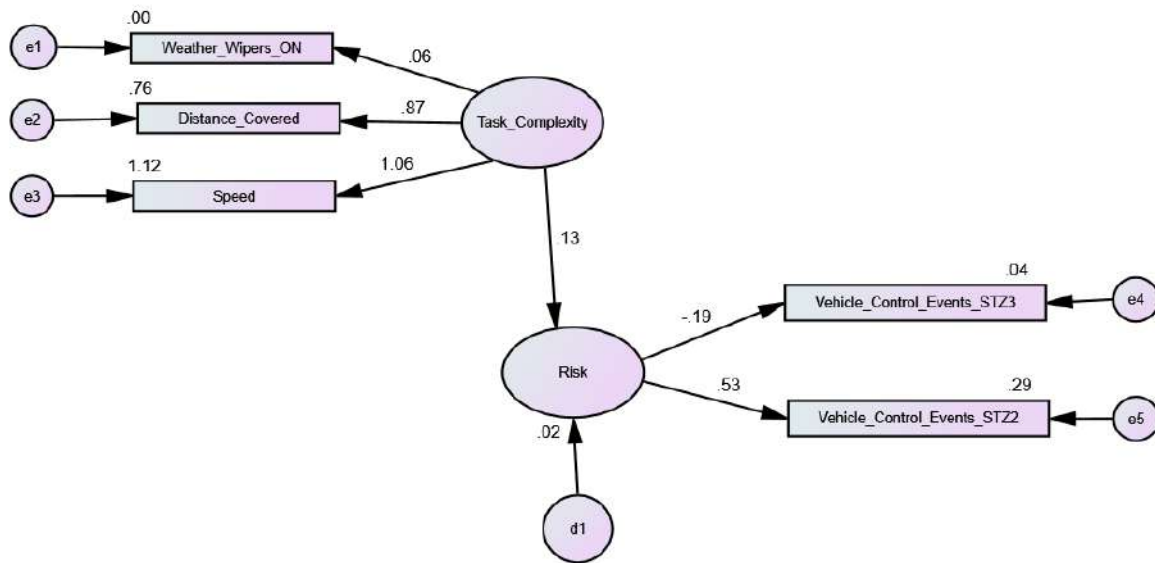 .00
e1
Weather_Wipers_ON
.06
.76
e2
Distance_Covered
.87
Task_Complexity
1.12
1.06
e3
Speed
.13
.04
Vehicle_Control_Events_STZ3
e4
-.19
Risk
.53
.29
Vehicle_Control_Events_STZ2
e5
.02
d1